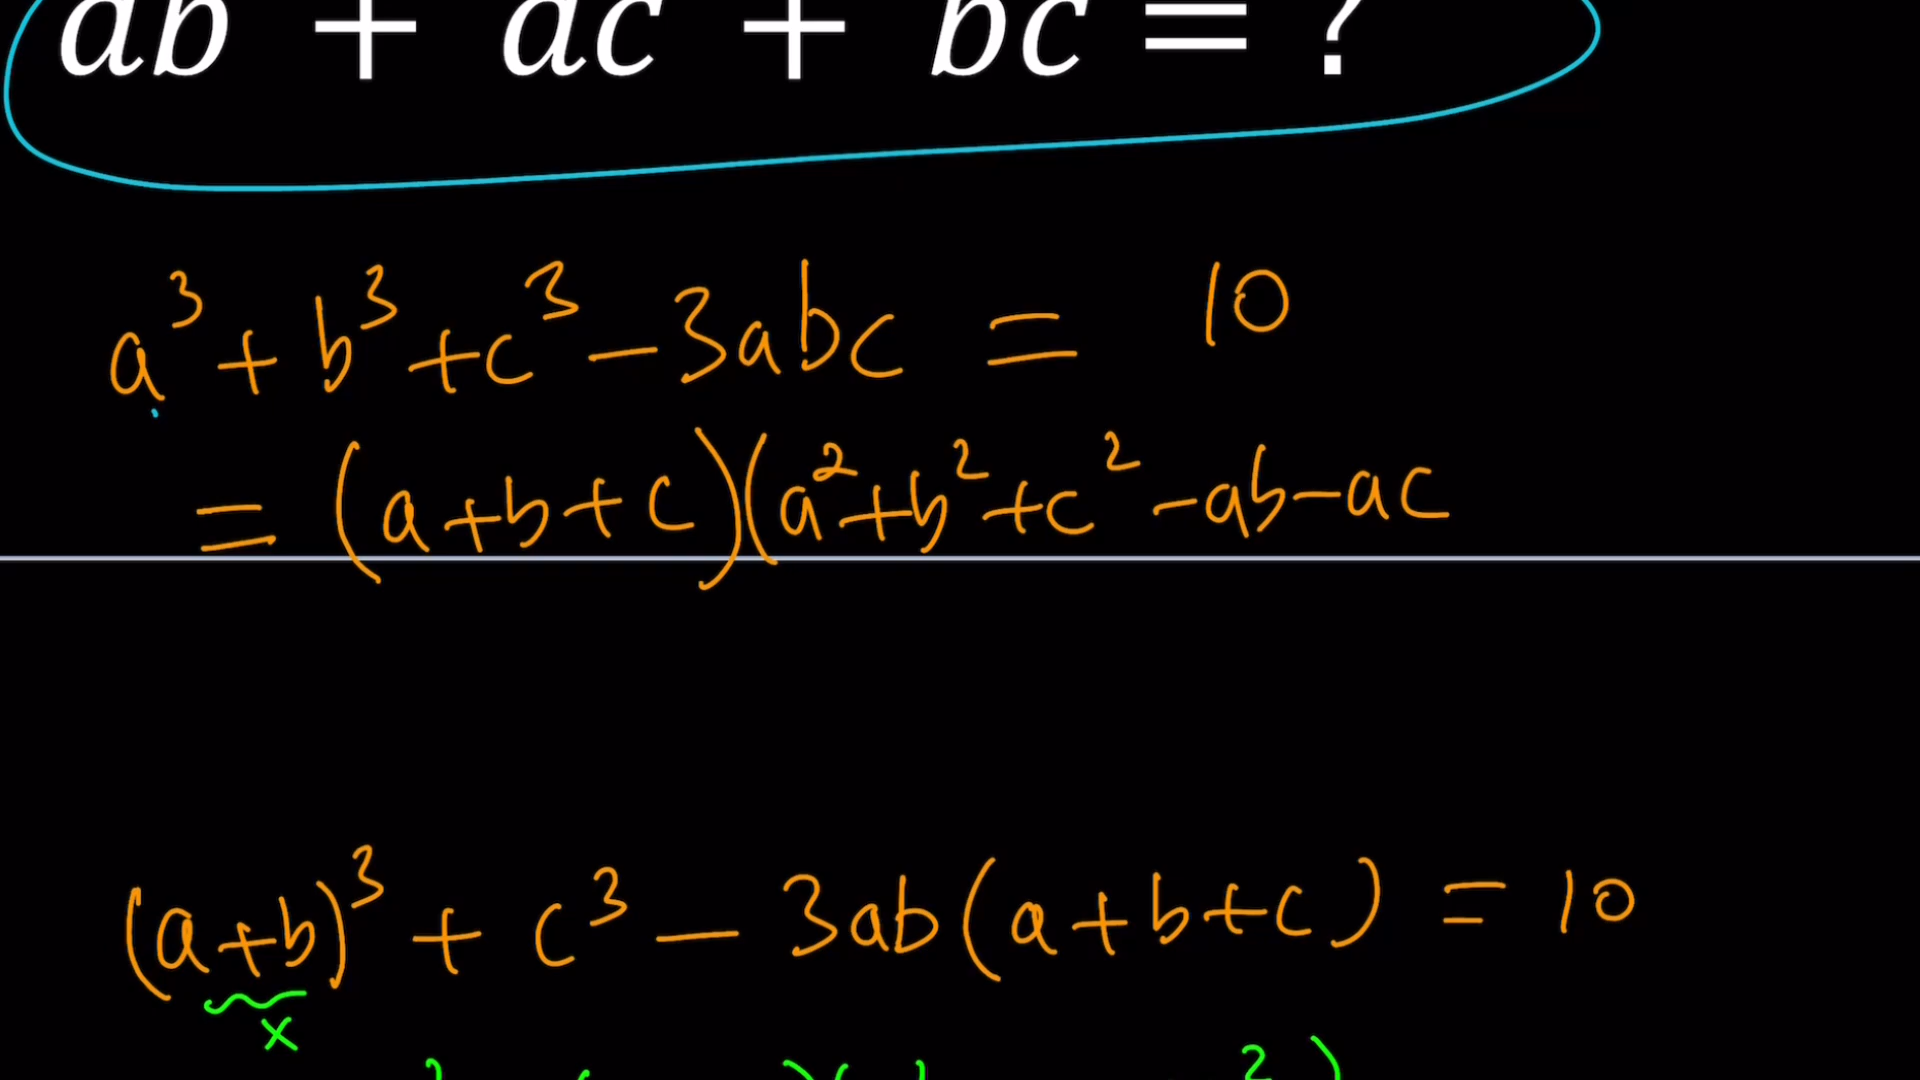 ab + ac + bc = ?
a³ + b³ + c³ − 3abc = 10
= (a+b+c)(a²+b²+c²−ab−ac
(a+b)³ + c³ − 3ab(a+b+c) = 10
x